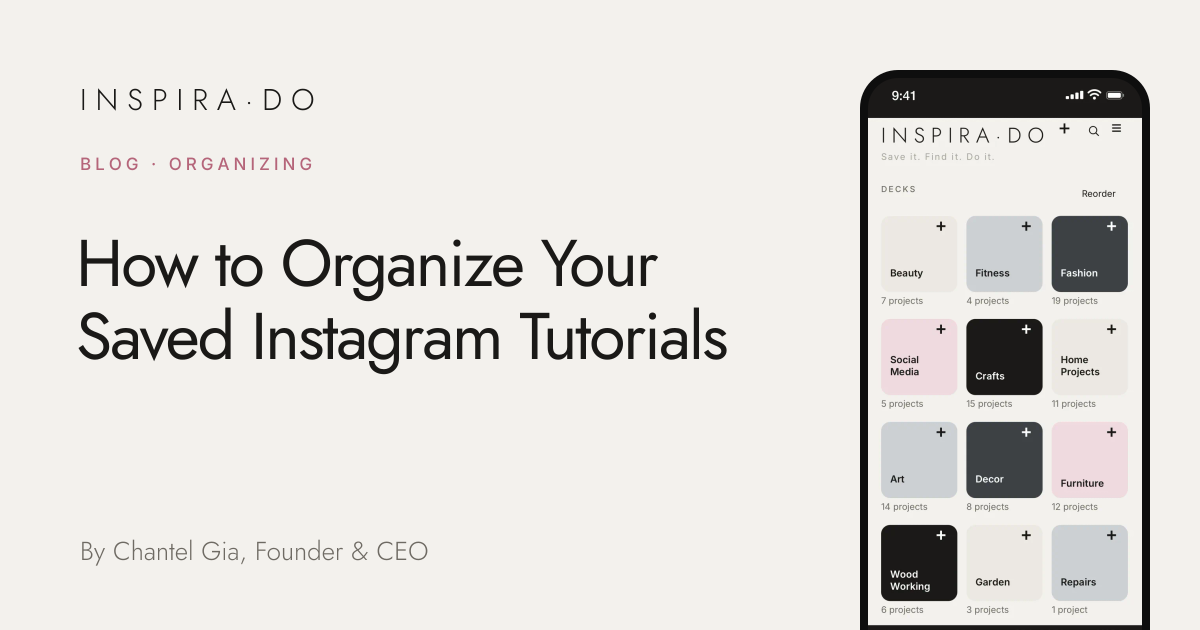 INSPIRA·DO
BLOG · ORGANIZING
How to Organize Your
Saved Instagram Tutorials
By Chantel Gia, Founder & CEO
9:41
INSPIRA·DO
Save it. Find it. Do it.
DECKS
Reorder
Beauty
7 projects
Fitness
4 projects
Fashion
19 projects
Social
Media
5 projects
Crafts
15 projects
Home
Projects
11 projects
Art
14 projects
Decor
8 projects
Furniture
12 projects
Wood
Working
6 projects
Garden
3 projects
Repairs
1 project